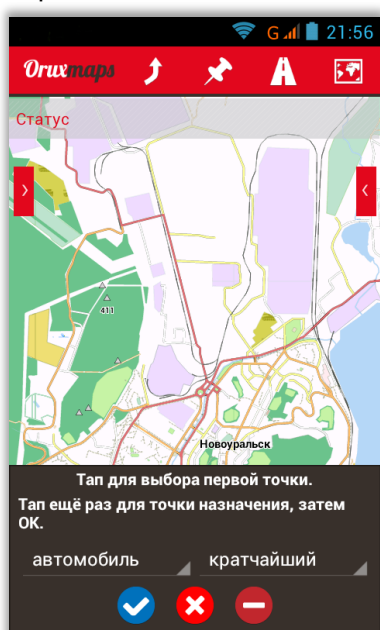 G 21:56
Oruxmaps
Статус
411
Новоуральск
Тап для выбора первой точки.
Тап ещё раз для точки назначения, затем
OK.
автомобиль кратчайший